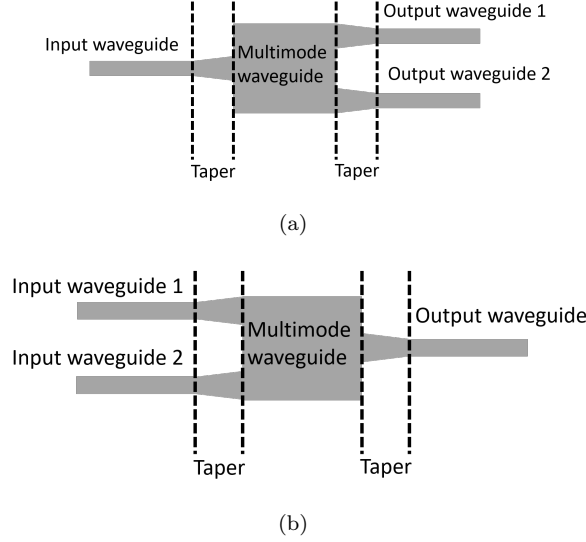 Output waveguide 1
Input waveguide
Multimode
waveguide
Output waveguide 2
Taper
Taper
(a)
Input waveguide 1
Output waveguide
Multimode
waveguide
Input waveguide 2
Taper
Taper
(b)